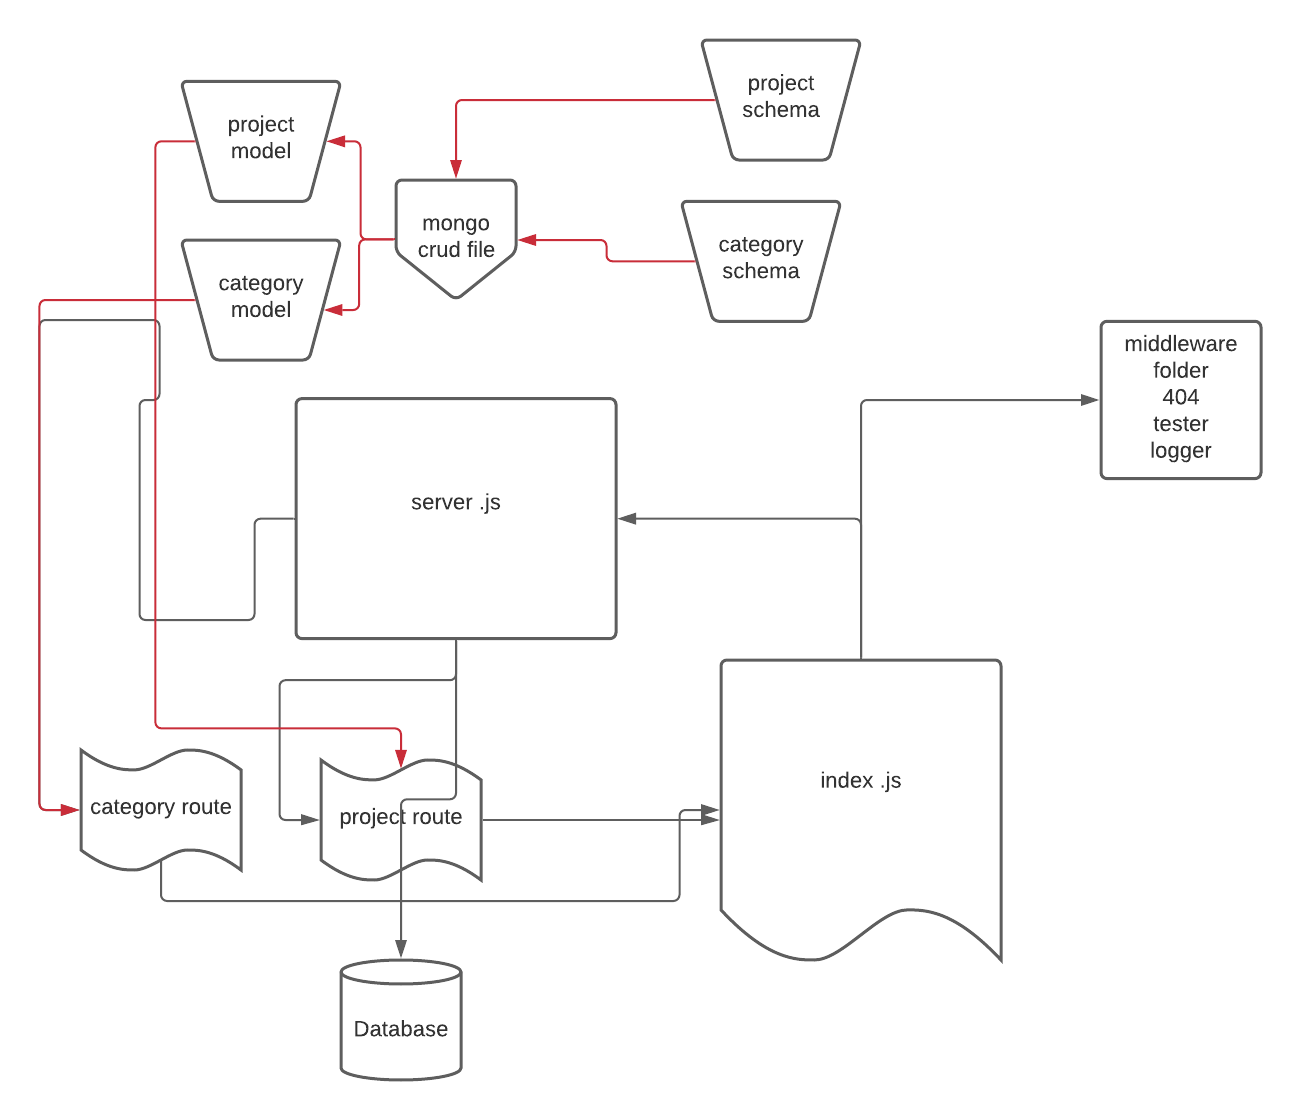 project
schema
project
model
mongo
crud file
category
schema
category
model
middleware
folder
404
tester
logger
server .js
index .js
category route
project route
Database